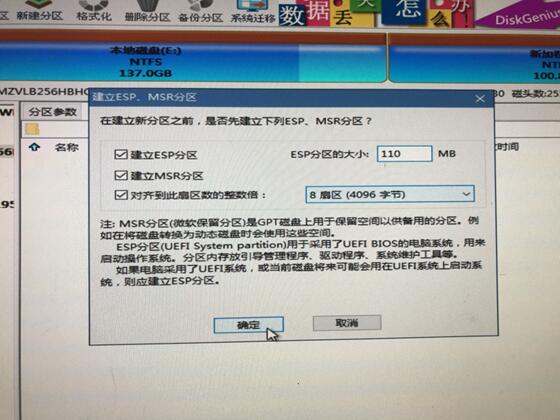 新建分区 格式化 删除分区 备份分区 系统迁移
数据丢
怎
办!
DiskGeniu
本地磁盘(E:)
NTFS
137.0GB
新加
NTFS
100.
MZVLB256HBH
磁头数:25
分区参数
名称
建立ESP、MSR分区
在建立新分区之前，是否先建立下列ESP、MSR分区？
建立ESP分区 ESP分区的大小: 110 MB
建立MSR分区
对齐到此扇区数的整数倍： 8 扇区 (4096 字节)
注: MSR分区(微软保留分区)是GPT磁盘上用于保留空间以供备用的分区。例
如在将磁盘转换为动态磁盘时会使用这些空间。
ESP分区(UEFI System partition)用于采用了UEFI BIOS的电脑系统，用来
启动操作系统。分区内存放引导管理程序、驱动程序、系统维护工具等。
如果电脑采用了UEFI系统，或当前磁盘将来可能会用在UEFI系统上启动系
统，则应建立ESP分区。
确定 取消
时间